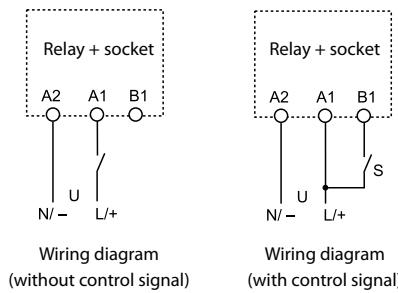 Relay + socket
A2 A1 B1
U
N/ – L/+
Wiring diagram
(without control signal)
Relay + socket
A2 A1 B1
S
U
N/ – L/+
Wiring diagram
(with control signal)